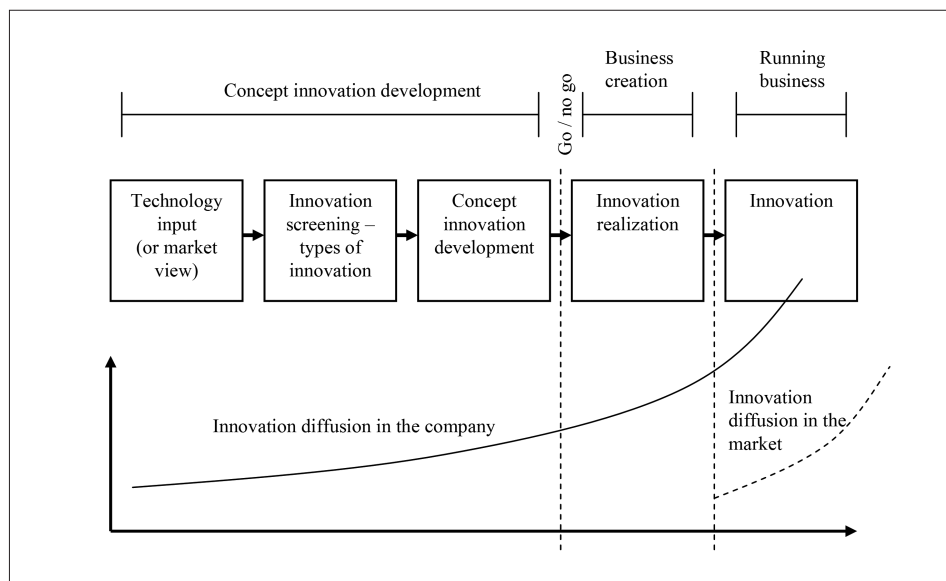 Concept innovation development
Go / no go
Business
creation
Running
business
Technology
input
(or market
view)
Innovation
screening –
types of
innovation
Concept
innovation
development
Innovation
realization
Innovation
Innovation diffusion in the company
Innovation
diffusion in the
market